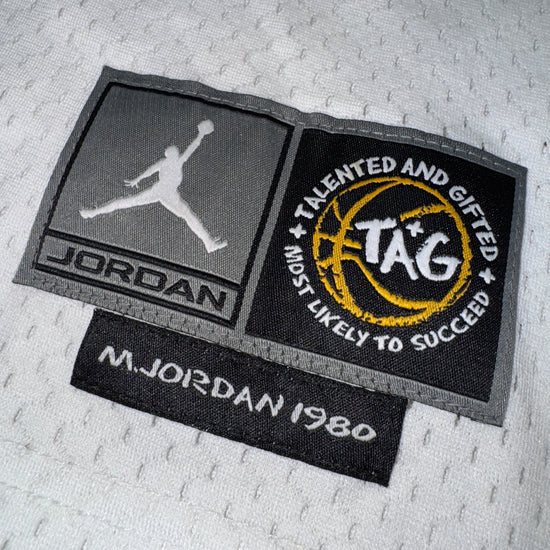 JORDAN
TALENTED AND GIFTED
TAG
MOST LIKELY TO SUCCEED
M.JORDAN 1980